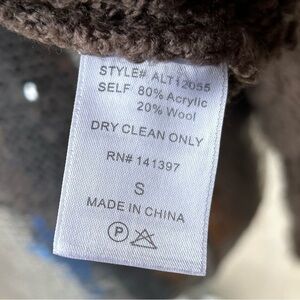 STYLE# ALT12055
SELF 80% Acrylic
20% Wool
DRY CLEAN ONLY
RN# 141397
S
MADE IN CHINA
P